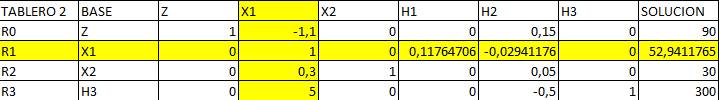 TABLERO 2 BASE Z X1 X2 H1 H2 H3 SOLUCION
R0 Z 1 -1,1 0 0 0,15 0 90
R1 X1 0 1 0 0,11764706 -0,02941176 0 52,9411765
R2 X2 0 0,3 1 0 0,05 0 30
R3 H3 0 5 0 0 -0,5 1 300